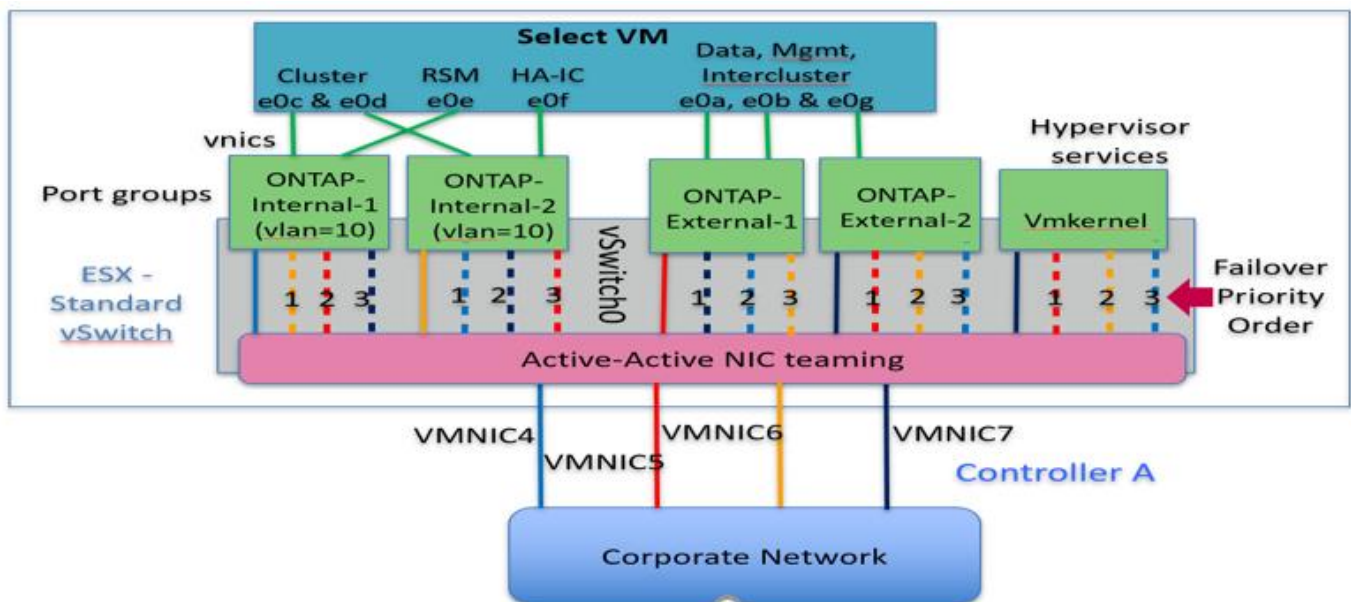 Select VM
Cluster
e0c & e0d
RSM
e0e
HA-IC
e0f
Data, Mgmt,
Intercluster
e0a, e0b & e0g
vnics
Hypervisor
services
Port groups
ONTAP-
Internal-1
(vlan=10)
ONTAP-
Internal-2
(vlan=10)
ONTAP-
External-1
ONTAP-
External-2
Vmkernel
ESX -
Standard
vSwitch
vSwitch0
1 2 3
1 2 3
1 2 3
1 2 3
1 2 3
Failover
Priority
Order
Active-Active NIC teaming
VMNIC4
VMNIC5
VMNIC6
VMNIC7
Controller A
Corporate Network